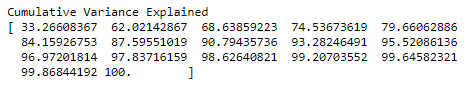 Cumulative Variance Explained
[ 33.26608367  62.02142867  68.63859223  74.53673619  79.66062886
84.15926753  87.59551019  90.79435736  93.28246491  95.52086136
96.97201814  97.83716159  98.62640821  99.20703552  99.64582321
99.86844192 100.        ]